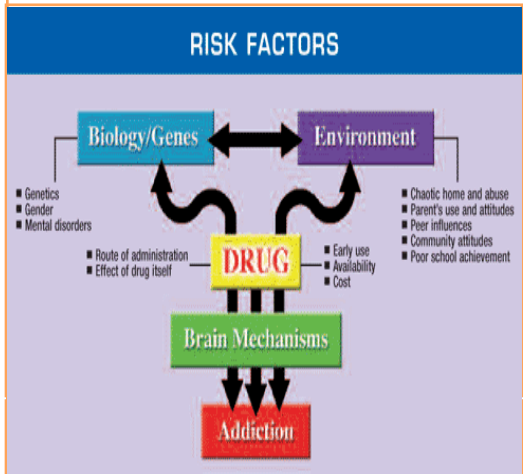 RISK FACTORS
Biology/Genes
Environment
■ Genetics
■ Gender
■ Mental disorders
■ Chaotic home and abuse
■ Parent's use and attitudes
■ Peer influences
■ Community attitudes
■ Poor school achievement
■ Route of administration
■ Effect of drug itself
DRUG
■ Early use
■ Availability
■ Cost
Brain Mechanisms
Addiction